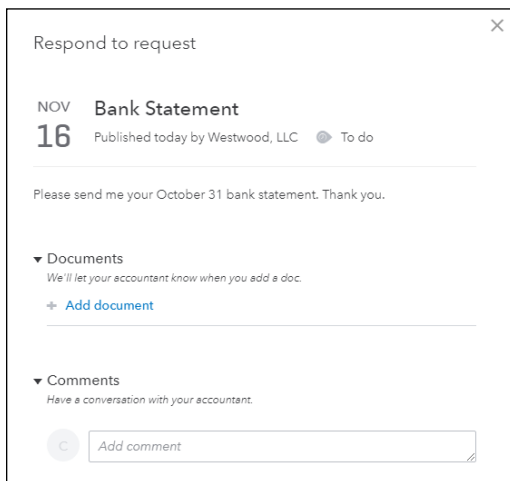 Respond to request
NOV
16
Bank Statement
Published today by Westwood, LLC To do
Please send me your October 31 bank statement. Thank you.
Documents
We'll let your accountant know when you add a doc.
+ Add document
Comments
Have a conversation with your accountant.
C
Add comment